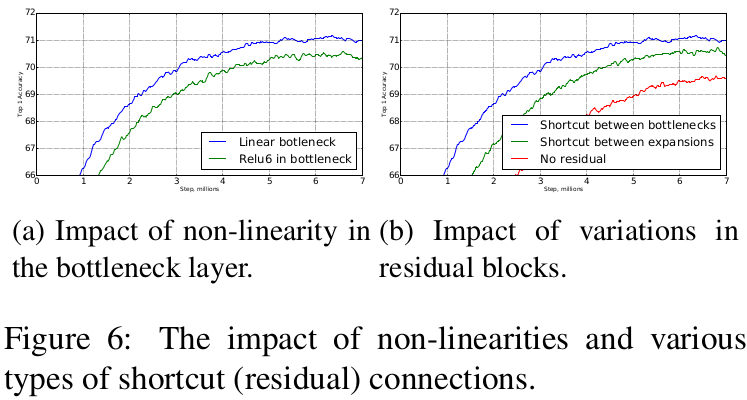 72
71
70
69
68
67
66
0 1 2 3 4 5 6 7
Top 1 Accuracy
Step, millions
Linear botleneck
Relu6 in bottleneck
72
71
70
69
68
67
66
0 1 2 3 4 5 6 7
Top 1 Accuracy
Step, millions
Shortcut between bottlenecks
Shortcut between expansions
No residual
(a) Impact of non-linearity in
the bottleneck layer.
(b) Impact of variations in
residual blocks.
Figure 6: The impact of non-linearities and various
types of shortcut (residual) connections.